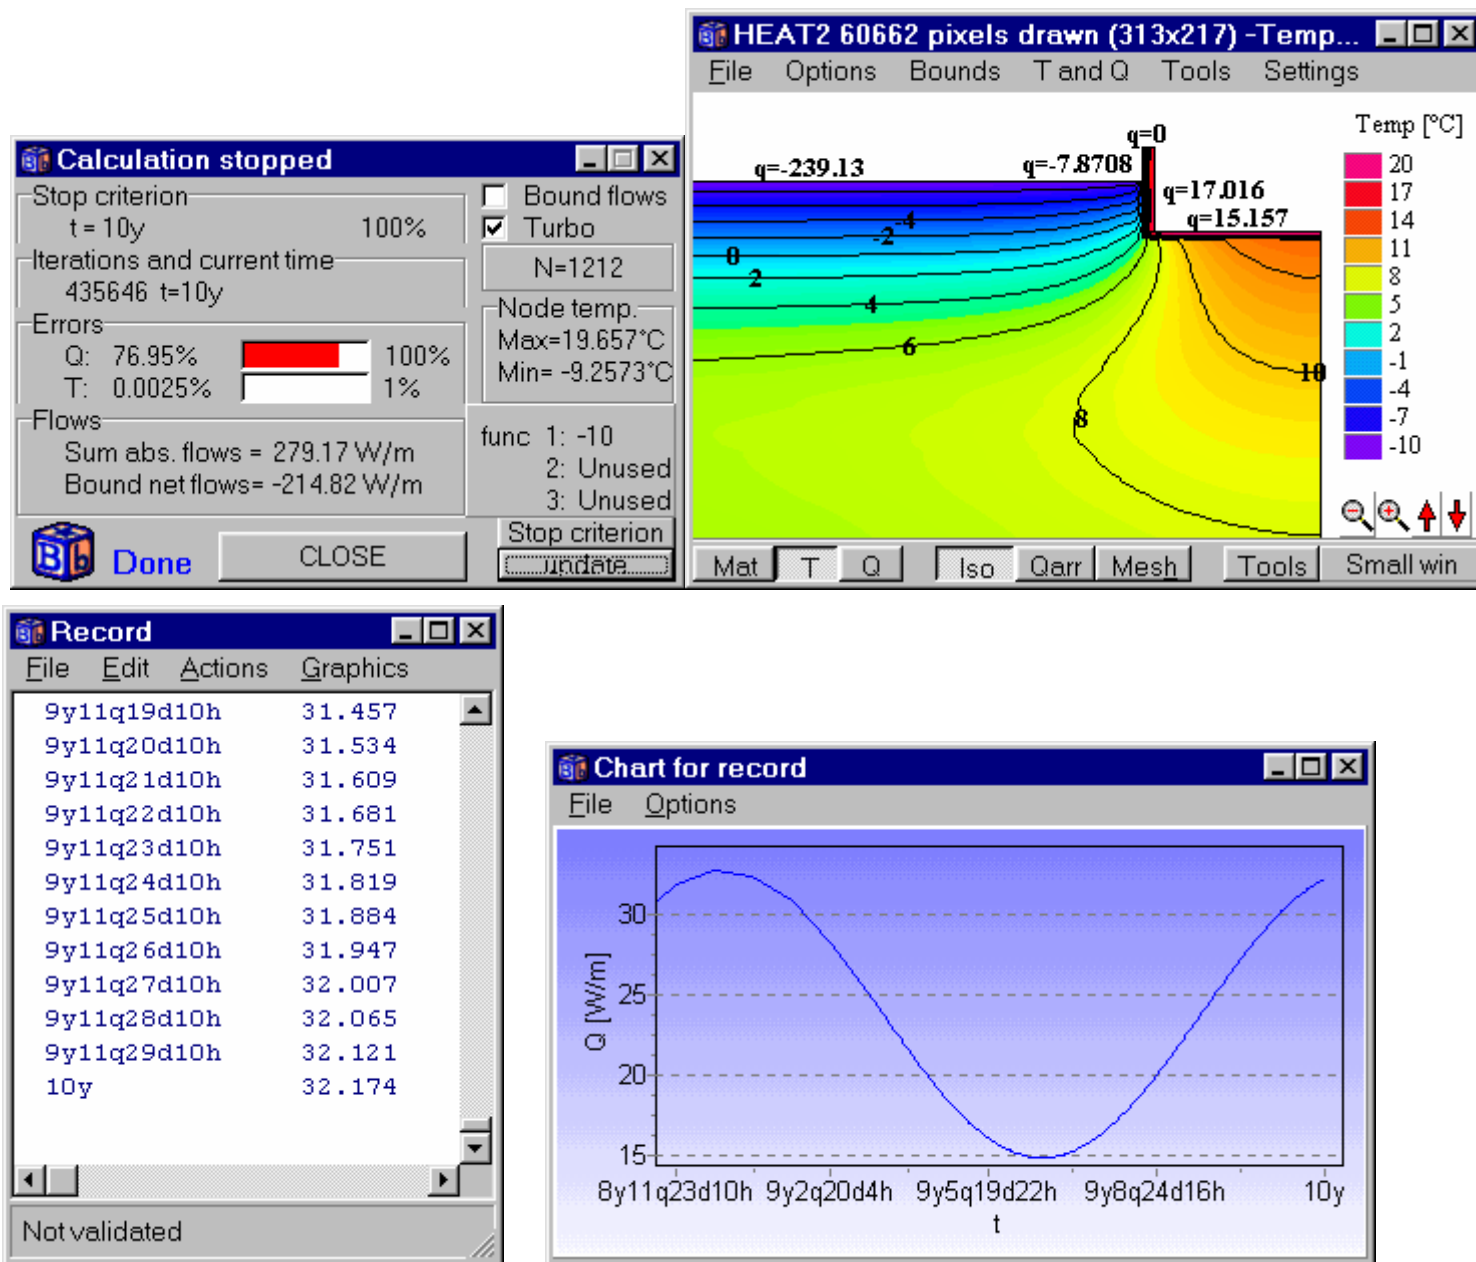 HEAT2 60662 pixels drawn (313x217) -Temp...
File Options Bounds T and Q Tools Settings
Temp [°C]
q=0
q=-239.13
q=-7.8708
q=17.016
q=15.157
-4
-2
0
2
4
6
8
10
20
17
14
11
8
5
2
-1
-4
-7
-10
Mat T Q Iso Qarr Mesh Tools Small win
Calculation stopped
Stop criterion
t = 10y 100%
Bound flows
Turbo
Iterations and current time
435646 t=10y
N=1212
Errors
Q: 76.95% 100%
T: 0.0025% 1%
Node temp.
Max=19.657°C
Min= -9.2573°C
Flows
Sum abs. flows = 279.17 W/m
Bound net flows= -214.82 W/m
func 1: -10
2: Unused
3: Unused
Bb Done CLOSE
Stop criterion
update
Record
File Edit Actions Graphics
9y11q19d10h 31.457
9y11q20d10h 31.534
9y11q21d10h 31.609
9y11q22d10h 31.681
9y11q23d10h 31.751
9y11q24d10h 31.819
9y11q25d10h 31.884
9y11q26d10h 31.947
9y11q27d10h 32.007
9y11q28d10h 32.065
9y11q29d10h 32.121
10y 32.174
Not validated
Chart for record
File Options
Q [W/m]
30
25
20
15
8y11q23d10h 9y2q20d4h 9y5q19d22h 9y8q24d16h 10y
t